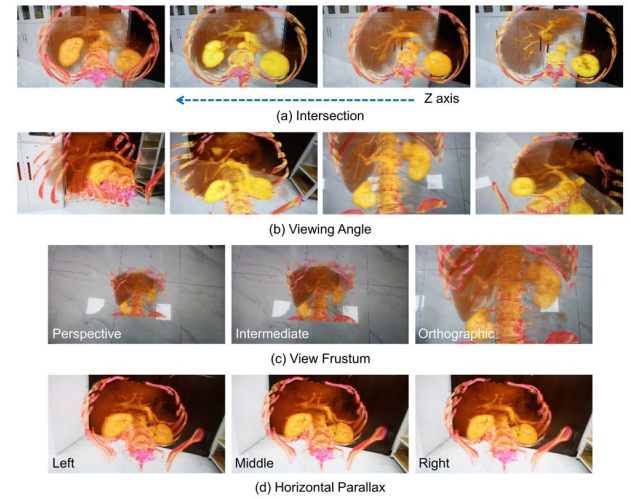 Z axis
(a) Intersection
(b) Viewing Angle
Perspective
Intermediate
Orthographic
(c) View Frustum
Left
Middle
Right
(d) Horizontal Parallax